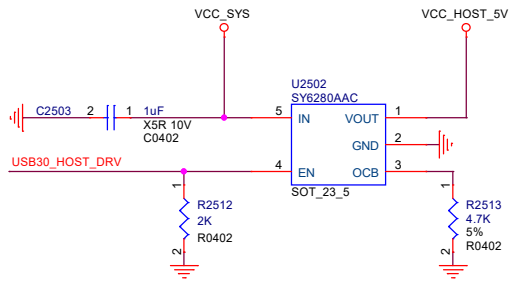 VCC_SYS
VCC_HOST_5V
U2502
SY6280AAC
C2503 2 1 1uF
X5R 10V
C0402
5 IN VOUT 1
GND 2
USB30_HOST_DRV
4 EN OCB 3
SOT_23_5
1
R2512
2K
R0402
2
1
R2513
4.7K
5%
R0402
2